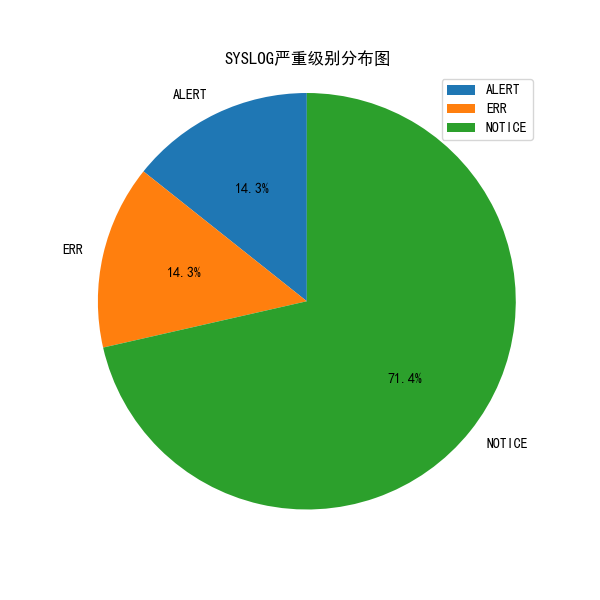 SYSLOG严重级别分布图
ALERT
ERR
NOTICE
ALERT
14.3%
ERR
14.3%
71.4%
NOTICE